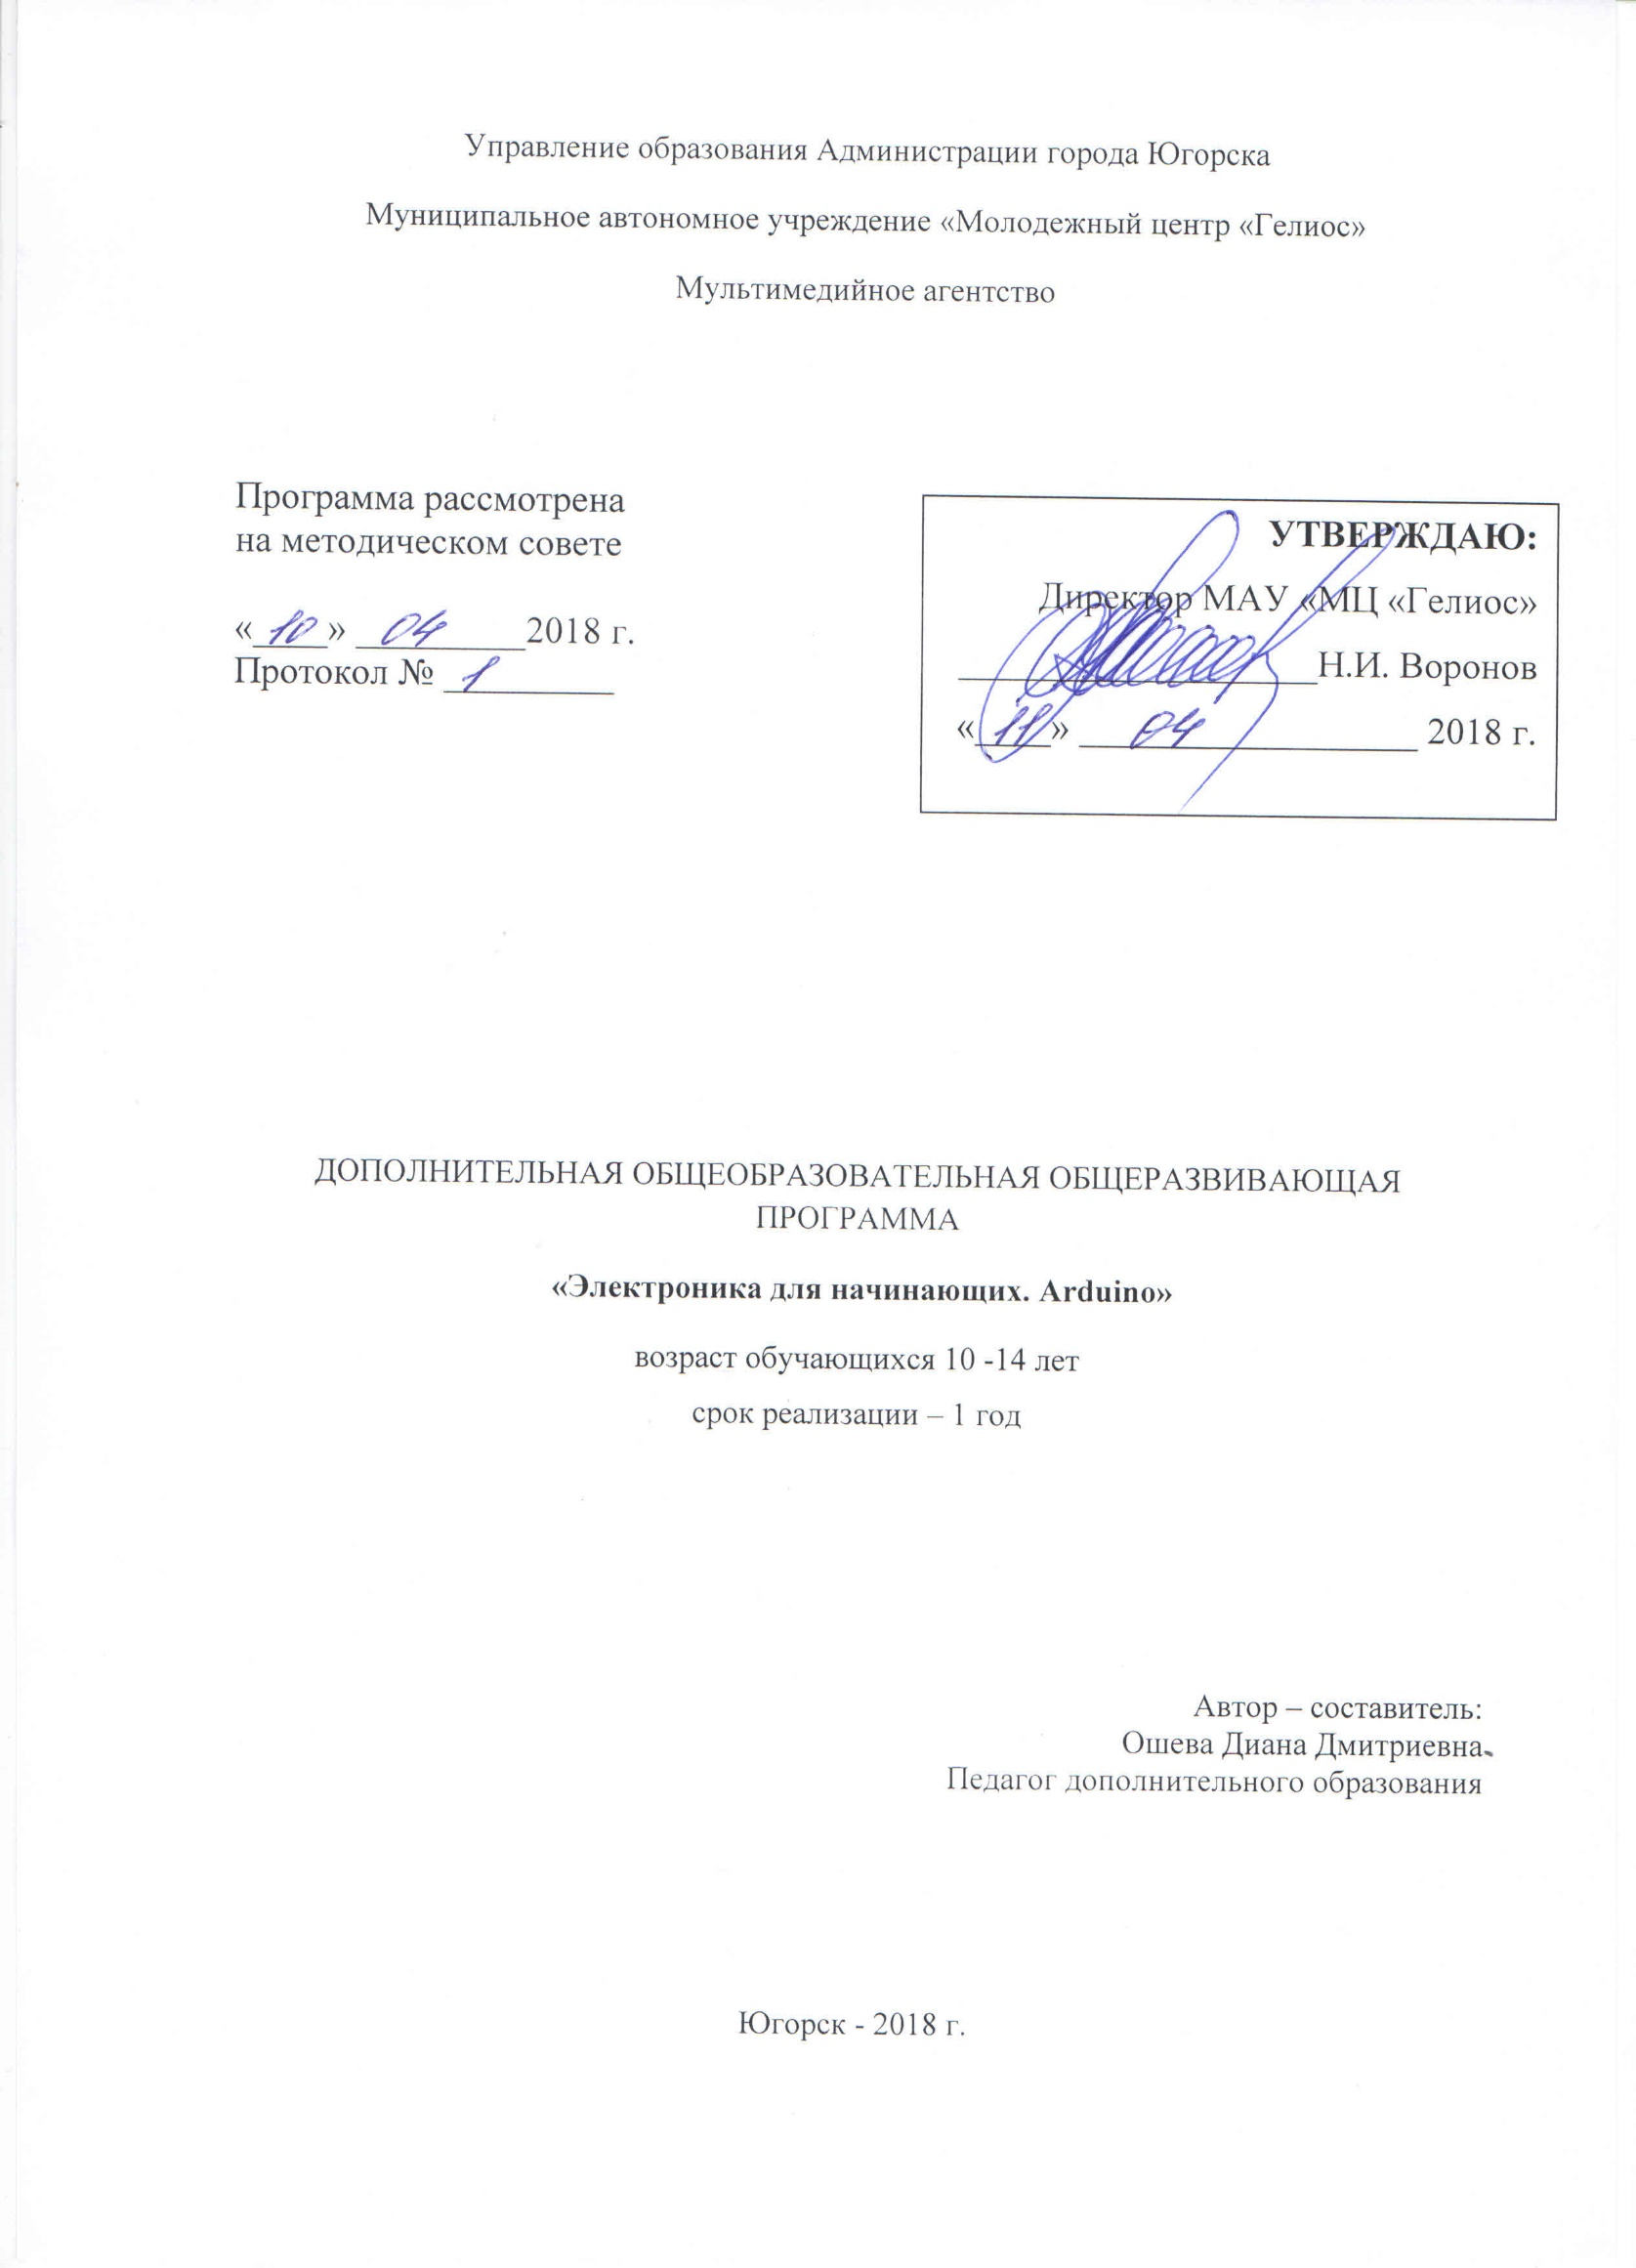 Управление образования Администрации города Югорска
Муниципальное автономное учреждение «Молодежный центр «Гелиос»
Мультимедийное агентство
Программа рассмотрена
на методическом совете
«10» 04 2018 г.
Протокол № 1
УТВЕРЖДАЮ:
Директор МАУ «МЦ «Гелиос»
Н.И. Воронов
«11» 04 2018 г.
ДОПОЛНИТЕЛЬНАЯ ОБЩЕОБРАЗОВАТЕЛЬНАЯ ОБЩЕРАЗВИВАЮЩАЯ
ПРОГРАММА
«Электроника для начинающих. Arduino»
возраст обучающихся 10 -14 лет
срок реализации – 1 год
Автор – составитель:
Ошева Диана Дмитриевна
Педагог дополнительного образования
Югорск - 2018 г.